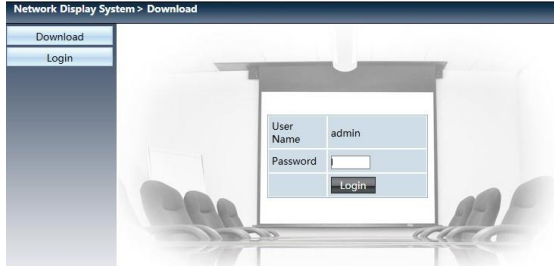 Network Display System > Download
Download
Login
User
Name
admin
Password
Login